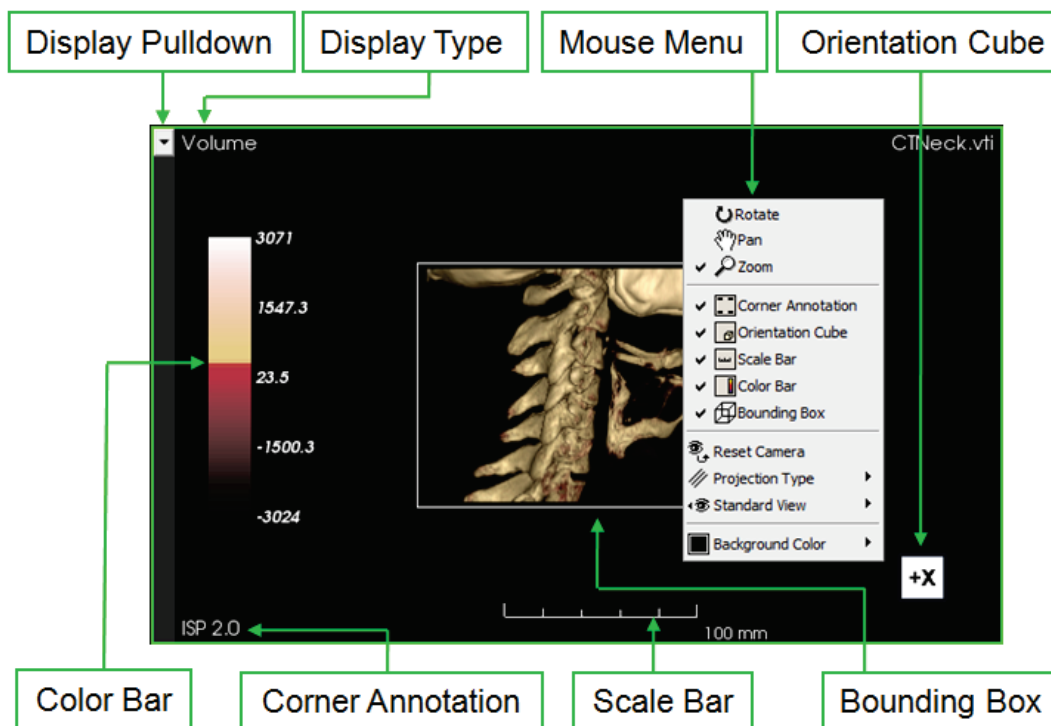 Display Pulldown
Display Type
Mouse Menu
Orientation Cube
Volume
CTNeck.vti
3071
1547.3
23.5
-1500.3
-3024
Rotate
Pan
Zoom
Corner Annotation
Orientation Cube
Scale Bar
Color Bar
Bounding Box
Reset Camera
Projection Type
Standard View
Background Color
+X
ISP 2.0
100 mm
Color Bar
Corner Annotation
Scale Bar
Bounding Box